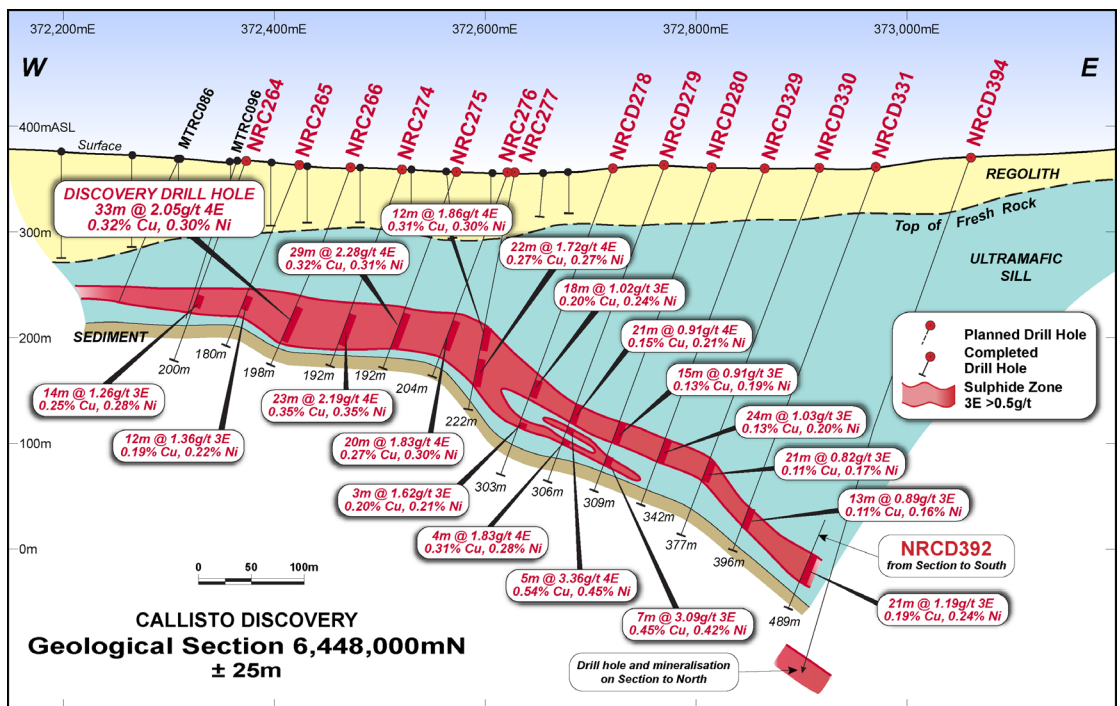 372,200mE
372,400mE
372,600mE
372,800mE
373,000mE
W
E
MTRC086
MTRC096
NRC264
NRC265
NRC266
NRC274
NRC275
NRC276
NRC277
NRCD278
NRCD279
NRCD280
NRCD329
NRCD330
NRCD331
NRCD394
400mASL
Surface
REGOLITH
DISCOVERY DRILL HOLE
33m @ 2.05g/t 4E
0.32% Cu, 0.30% Ni
12m @ 1.86g/t 4E
0.31% Cu, 0.30% Ni
Top of Fresh Rock
300m
29m @ 2.28g/t 4E
0.32% Cu, 0.31% Ni
22m @ 1.72g/t 4E
0.27% Cu, 0.27% Ni
ULTRAMAFIC
SILL
18m @ 1.02g/t 3E
0.20% Cu, 0.24% Ni
21m @ 0.91g/t 4E
0.15% Cu, 0.21% Ni
200m
SEDIMENT
Planned Drill Hole
Completed
Drill Hole
Sulphide Zone
3E >0.5g/t
200m
180m
198m
192m
192m
204m
222m
15m @ 0.91g/t 3E
0.13% Cu, 0.19% Ni
14m @ 1.26g/t 3E
0.25% Cu, 0.28% Ni
23m @ 2.19g/t 4E
0.35% Cu, 0.35% Ni
24m @ 1.03g/t 3E
0.13% Cu, 0.20% Ni
12m @ 1.36g/t 3E
0.19% Cu, 0.22% Ni
20m @ 1.83g/t 4E
0.27% Cu, 0.30% Ni
100m
21m @ 0.82g/t 3E
0.11% Cu, 0.17% Ni
303m
306m
309m
342m
377m
396m
489m
3m @ 1.62g/t 3E
0.20% Cu, 0.21% Ni
13m @ 0.89g/t 3E
0.11% Cu, 0.16% Ni
4m @ 1.83g/t 4E
0.31% Cu, 0.28% Ni
0m
NRCD392
from Section to South
5m @ 3.36g/t 4E
0.54% Cu, 0.45% Ni
21m @ 1.19g/t 3E
0.19% Cu, 0.24% Ni
7m @ 3.09g/t 4E
0.45% Cu, 0.42% Ni
0 50 100m
CALLISTO DISCOVERY
Geological Section 6,448,000mN
± 25m
Drill hole and mineralisation
on Section to North